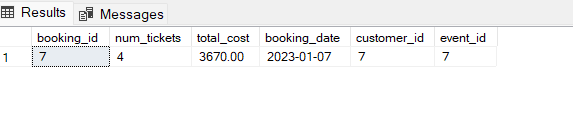 Results Messages
booking_id num_tickets total_cost booking_date customer_id event_id
1 7 4 3670.00 2023-01-07 7 7